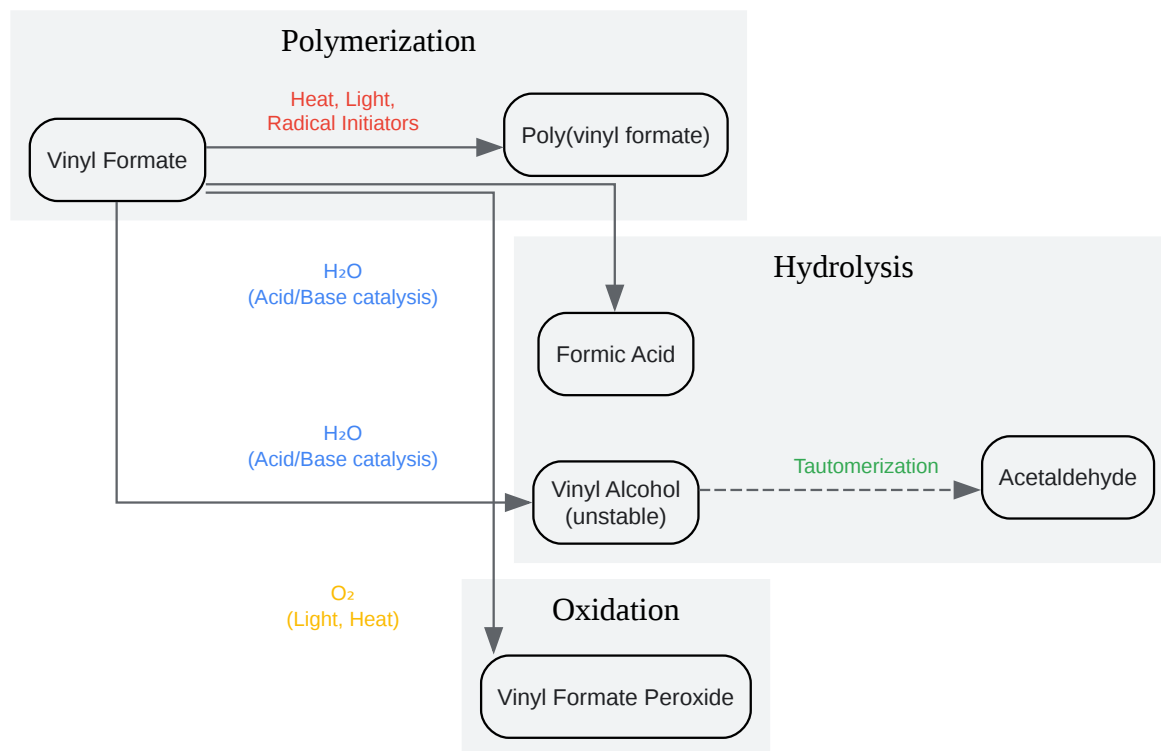 Polymerization
Heat, Light,
Radical Initiators
Poly(vinyl formate)
Vinyl Formate
H₂O
(Acid/Base catalysis)
Hydrolysis
Formic Acid
H₂O
(Acid/Base catalysis)
Vinyl Alcohol
(unstable)
Tautomerization
Acetaldehyde
O₂
(Light, Heat)
Oxidation
Vinyl Formate Peroxide